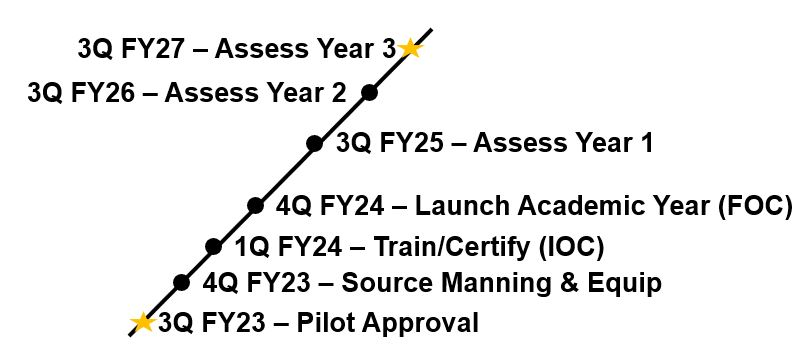 3Q FY27 – Assess Year 3
3Q FY26 – Assess Year 2
3Q FY25 – Assess Year 1
4Q FY24 – Launch Academic Year (FOC)
1Q FY24 – Train/Certify (IOC)
4Q FY23 – Source Manning & Equip
3Q FY23 – Pilot Approval